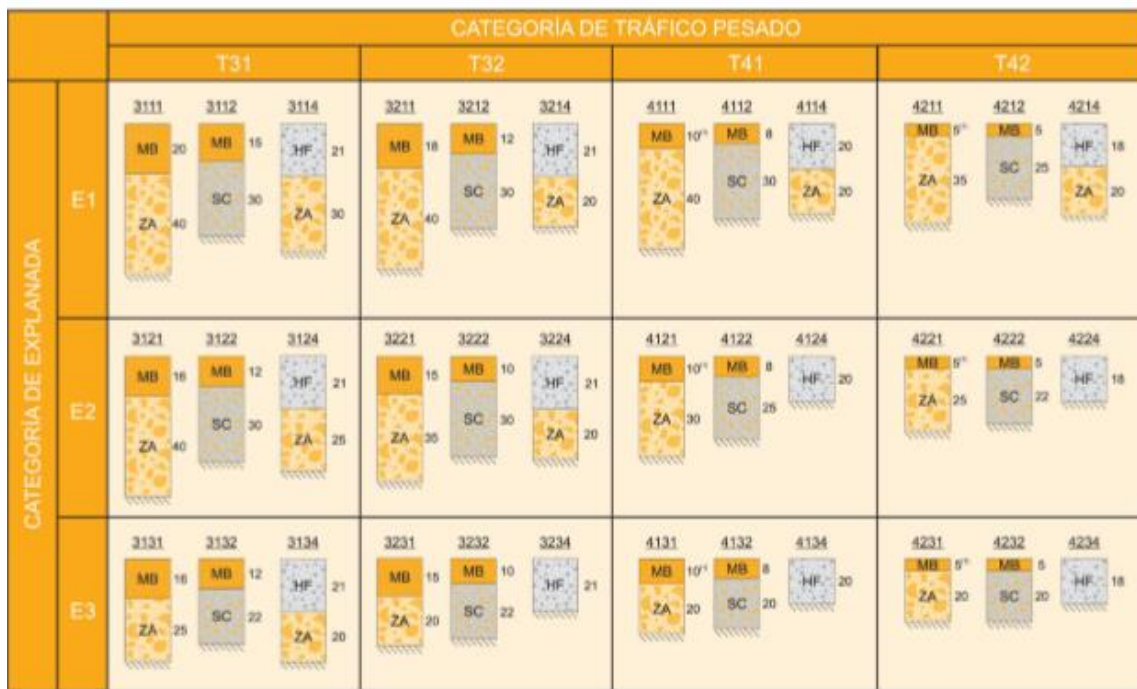 CATEGORÍA DE TRÁFICO PESADO
T31 T32 T41 T42
CATEGORÍA DE EXPLANADA
E1
3111 3112 3114 3211 3212 3214 4111 4112 4114 4211 4212 4214
MB 20 MB 15 HF 21 MB 18 MB 12 HF 21 MB 10 MB 8 HF 20 MB 5 MB 5 HF 18
ZA 40 SC 30 ZA 30 ZA 40 SC 30 ZA 20 ZA 40 SC 30 ZA 20 ZA 35 SC 25 ZA 20
E2
3121 3122 3124 3221 3222 3224 4121 4122 4124 4221 4222 4224
MB 16 MB 12 HF 21 MB 15 MB 10 HF 21 MB 10 MB 8 HF 20 MB 5 MB 5 HF 18
ZA 40 SC 30 ZA 25 ZA 35 SC 30 ZA 20 ZA 30 SC 25 ZA 25 SC 22
E3
3131 3132 3134 3231 3232 3234 4131 4132 4134 4231 4232 4234
MB 16 MB 12 HF 21 MB 15 MB 10 HF 21 MB 10 MB 8 HF 20 MB 5 MB 5 HF 18
ZA 25 SC 22 ZA 20 ZA 20 SC 22 ZA 20 SC 20 ZA 20 SC 20